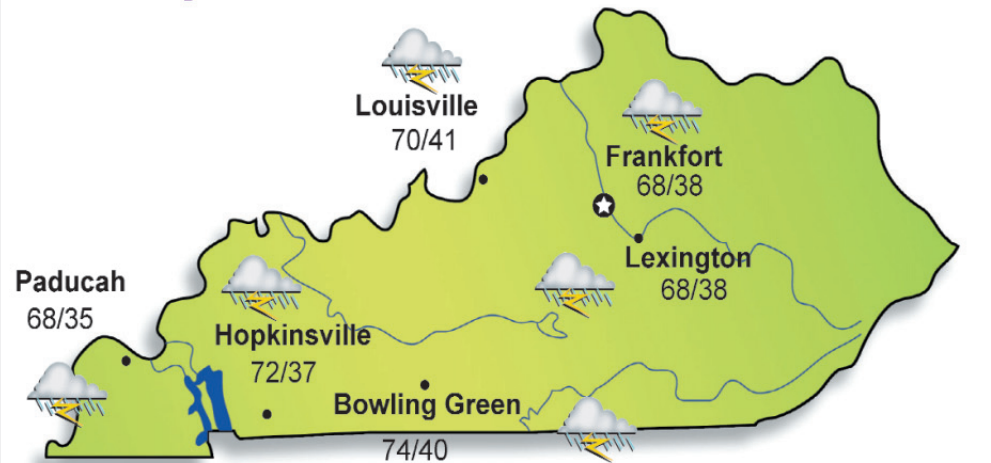 Louisville
70/41
Frankfort
68/38
Lexington
68/38
Paducah
68/35
Hopkinsville
72/37
Bowling Green
74/40